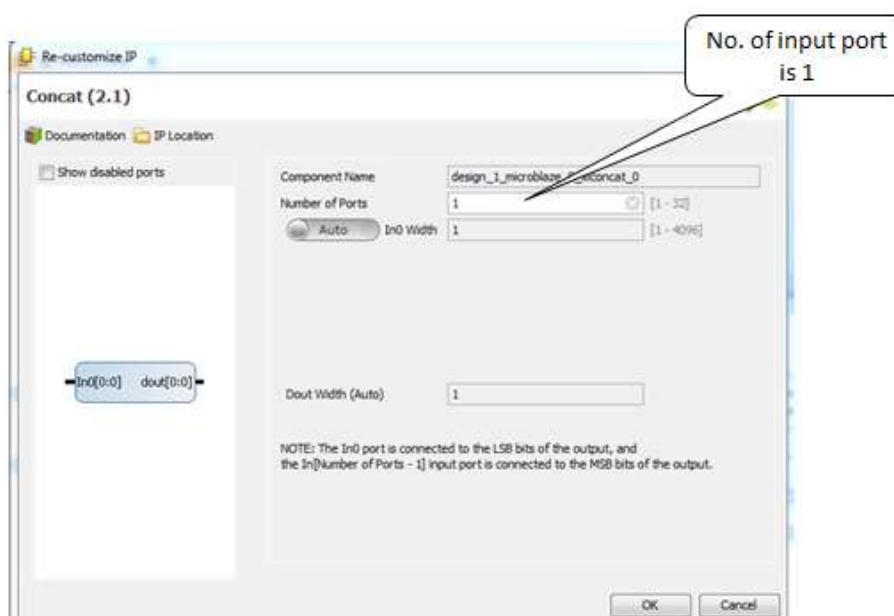 No. of input port
is 1
Re-customize IP
Concat (2.1)
Documentation IP Location
Show disabled ports
Component Name design_1_microblaze_0_xlconcat_0
Number of Ports 1 [1 - 32]
Auto In0 Width 1 [1 - 4096]
In0[0:0] dout[0:0]
Dout Width (Auto) 1
NOTE: The In0 port is connected to the LSB bits of the output, and
the In[Number of Ports - 1] input port is connected to the MSB bits of the output.
OK Cancel